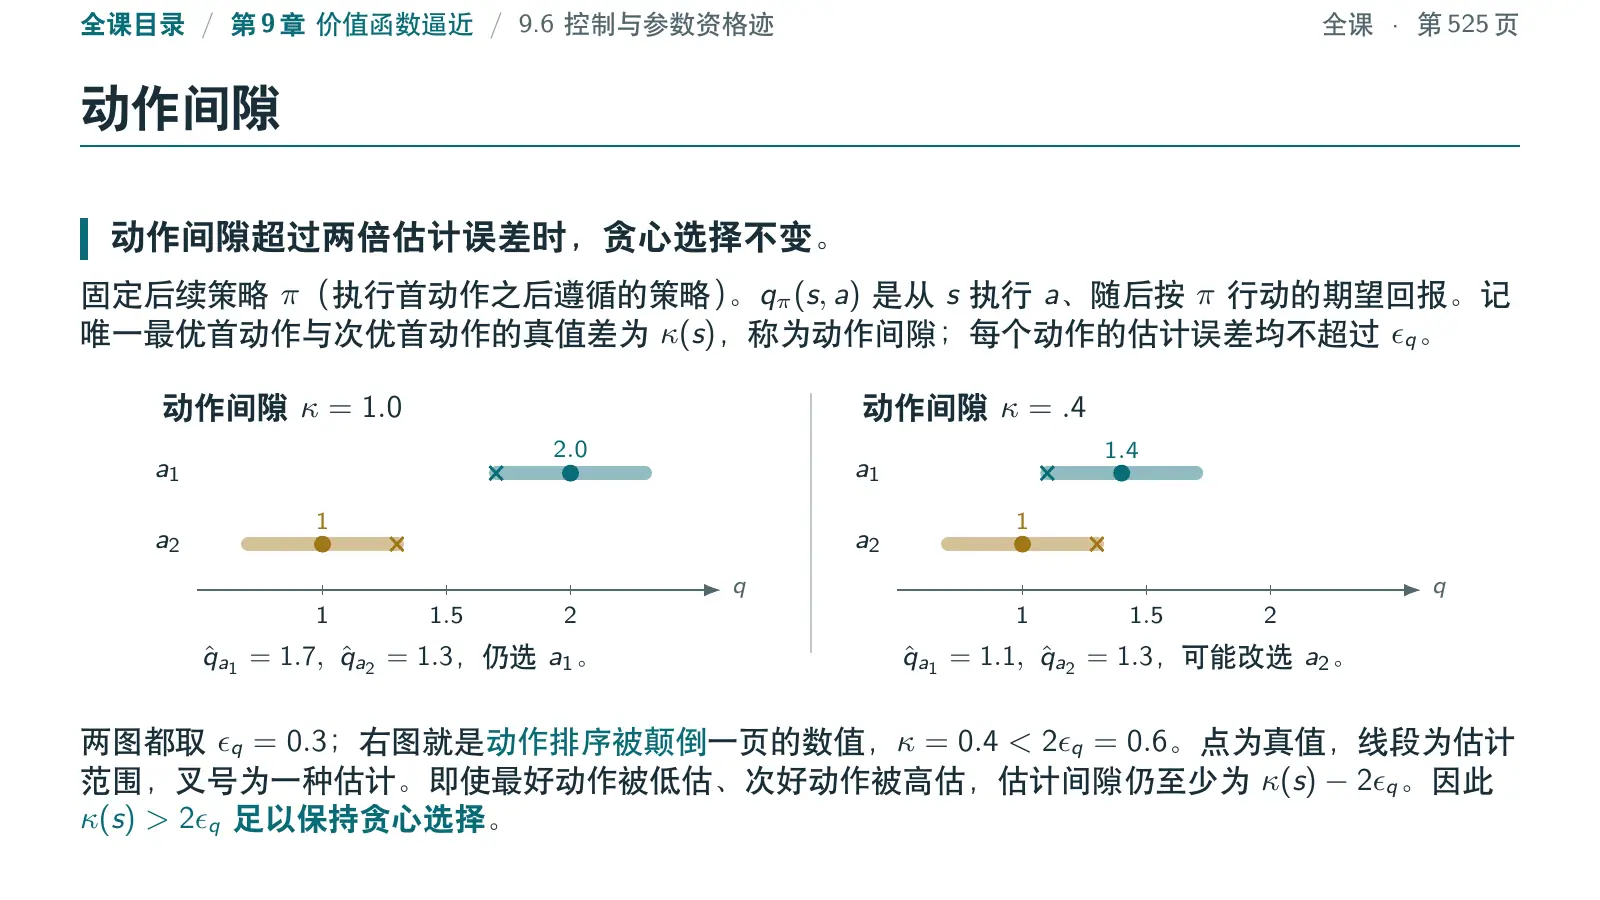 全课目录 / 第 9 章 价值函数逼近 / 9.6 控制与参数资格迹
全课 · 第 525 页
动作间隙
动作间隙超过两倍估计误差时，贪心选择不变。
固定后续策略 π（执行首动作之后遵循的策略）。qπ(s, a) 是从 s 执行 a、随后按 π 行动的期望回报。记
唯一最优首动作与次优首动作的真值差为 κ(s)，称为动作间隙；每个动作的估计误差均不超过 ϵq。
动作间隙 κ = 1.0
2.0
a1
1
a2
q
1 1.5 2
q̂a1 = 1.7, q̂a2 = 1.3，仍选 a1。
动作间隙 κ = .4
1.4
a1
1
a2
q
1 1.5 2
q̂a1 = 1.1, q̂a2 = 1.3，可能改选 a2。
两图都取 ϵq = 0.3；右图就是动作排序被颠倒一页的数值，κ = 0.4 < 2ϵq = 0.6。点为真值，线段为估计
范围，叉号为一种估计。即使最好动作被低估、次好动作被高估，估计间隙仍至少为 κ(s) − 2ϵq。因此
κ(s) > 2ϵq 足以保持贪心选择。